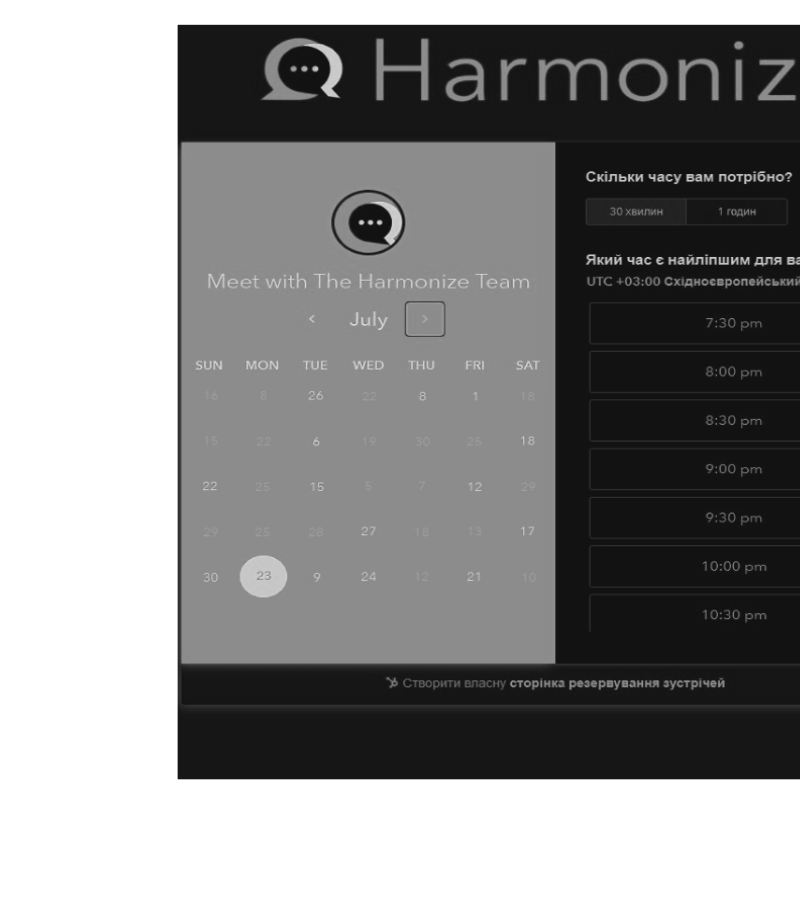 Harmoniz
Meet with The Harmonize Team
July
SUN MON TUE WED THU FRI SAT
16 8 26 22 8 1 18
15 22 6 19 30 25 18
22 25 15 5 7 12 29
29 25 28 27 18 13 17
30 23 9 24 12 21 10
Скільки часу вам потрібно?
30 хвилин 1 годин
Який час є найліпшим для ва
UTC +03:00 Східноєвропейський
7:30 pm
8:00 pm
8:30 pm
9:00 pm
9:30 pm
10:00 pm
10:30 pm
Створити власну сторінка резервування зустрічей